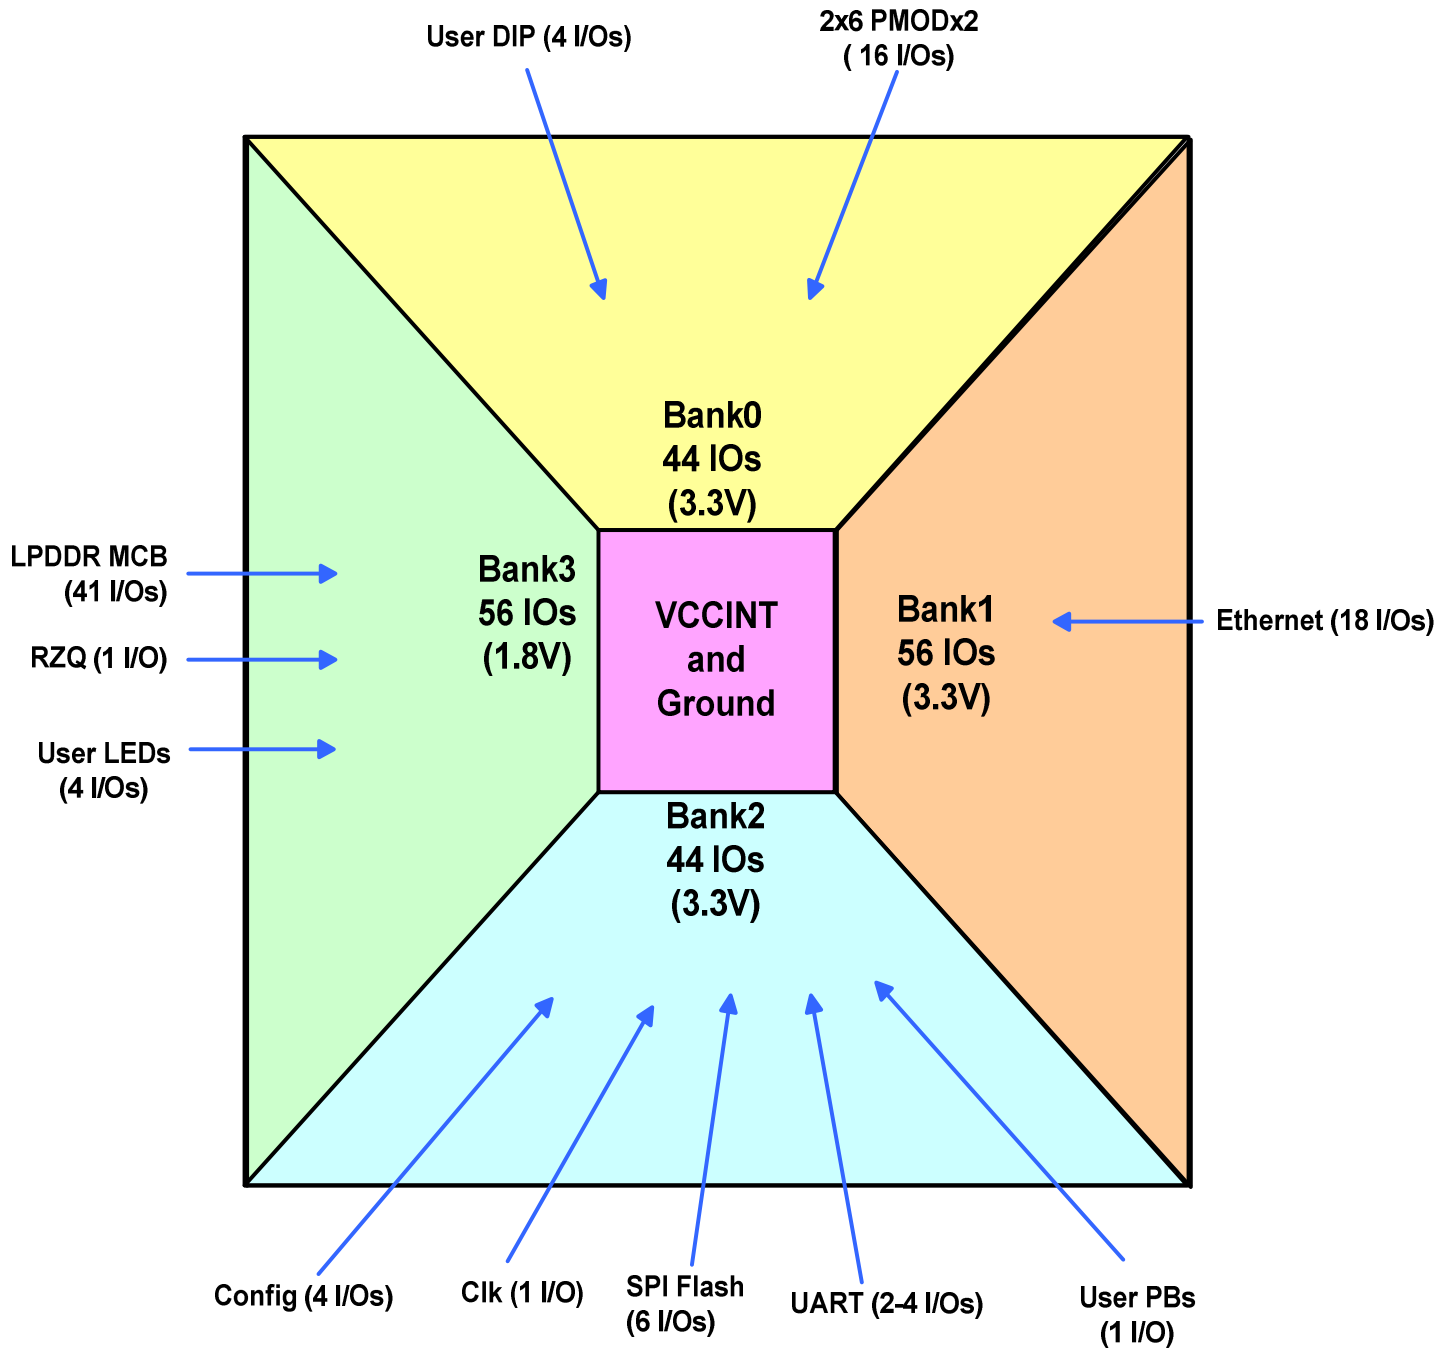 User DIP (4 I/Os)
2x6 PMODx2
( 16 I/Os)
Bank0
44 IOs
(3.3V)
LPDDR MCB
(41 I/Os)
RZQ (1 I/O)
User LEDs
(4 I/Os)
Bank3
56 IOs
(1.8V)
VCCINT
and
Ground
Bank1
56 IOs
(3.3V)
Ethernet (18 I/Os)
Bank2
44 IOs
(3.3V)
Config (4 I/Os)
Clk (1 I/O)
SPI Flash
(6 I/Os)
UART (2-4 I/Os)
User PBs
(1 I/O)